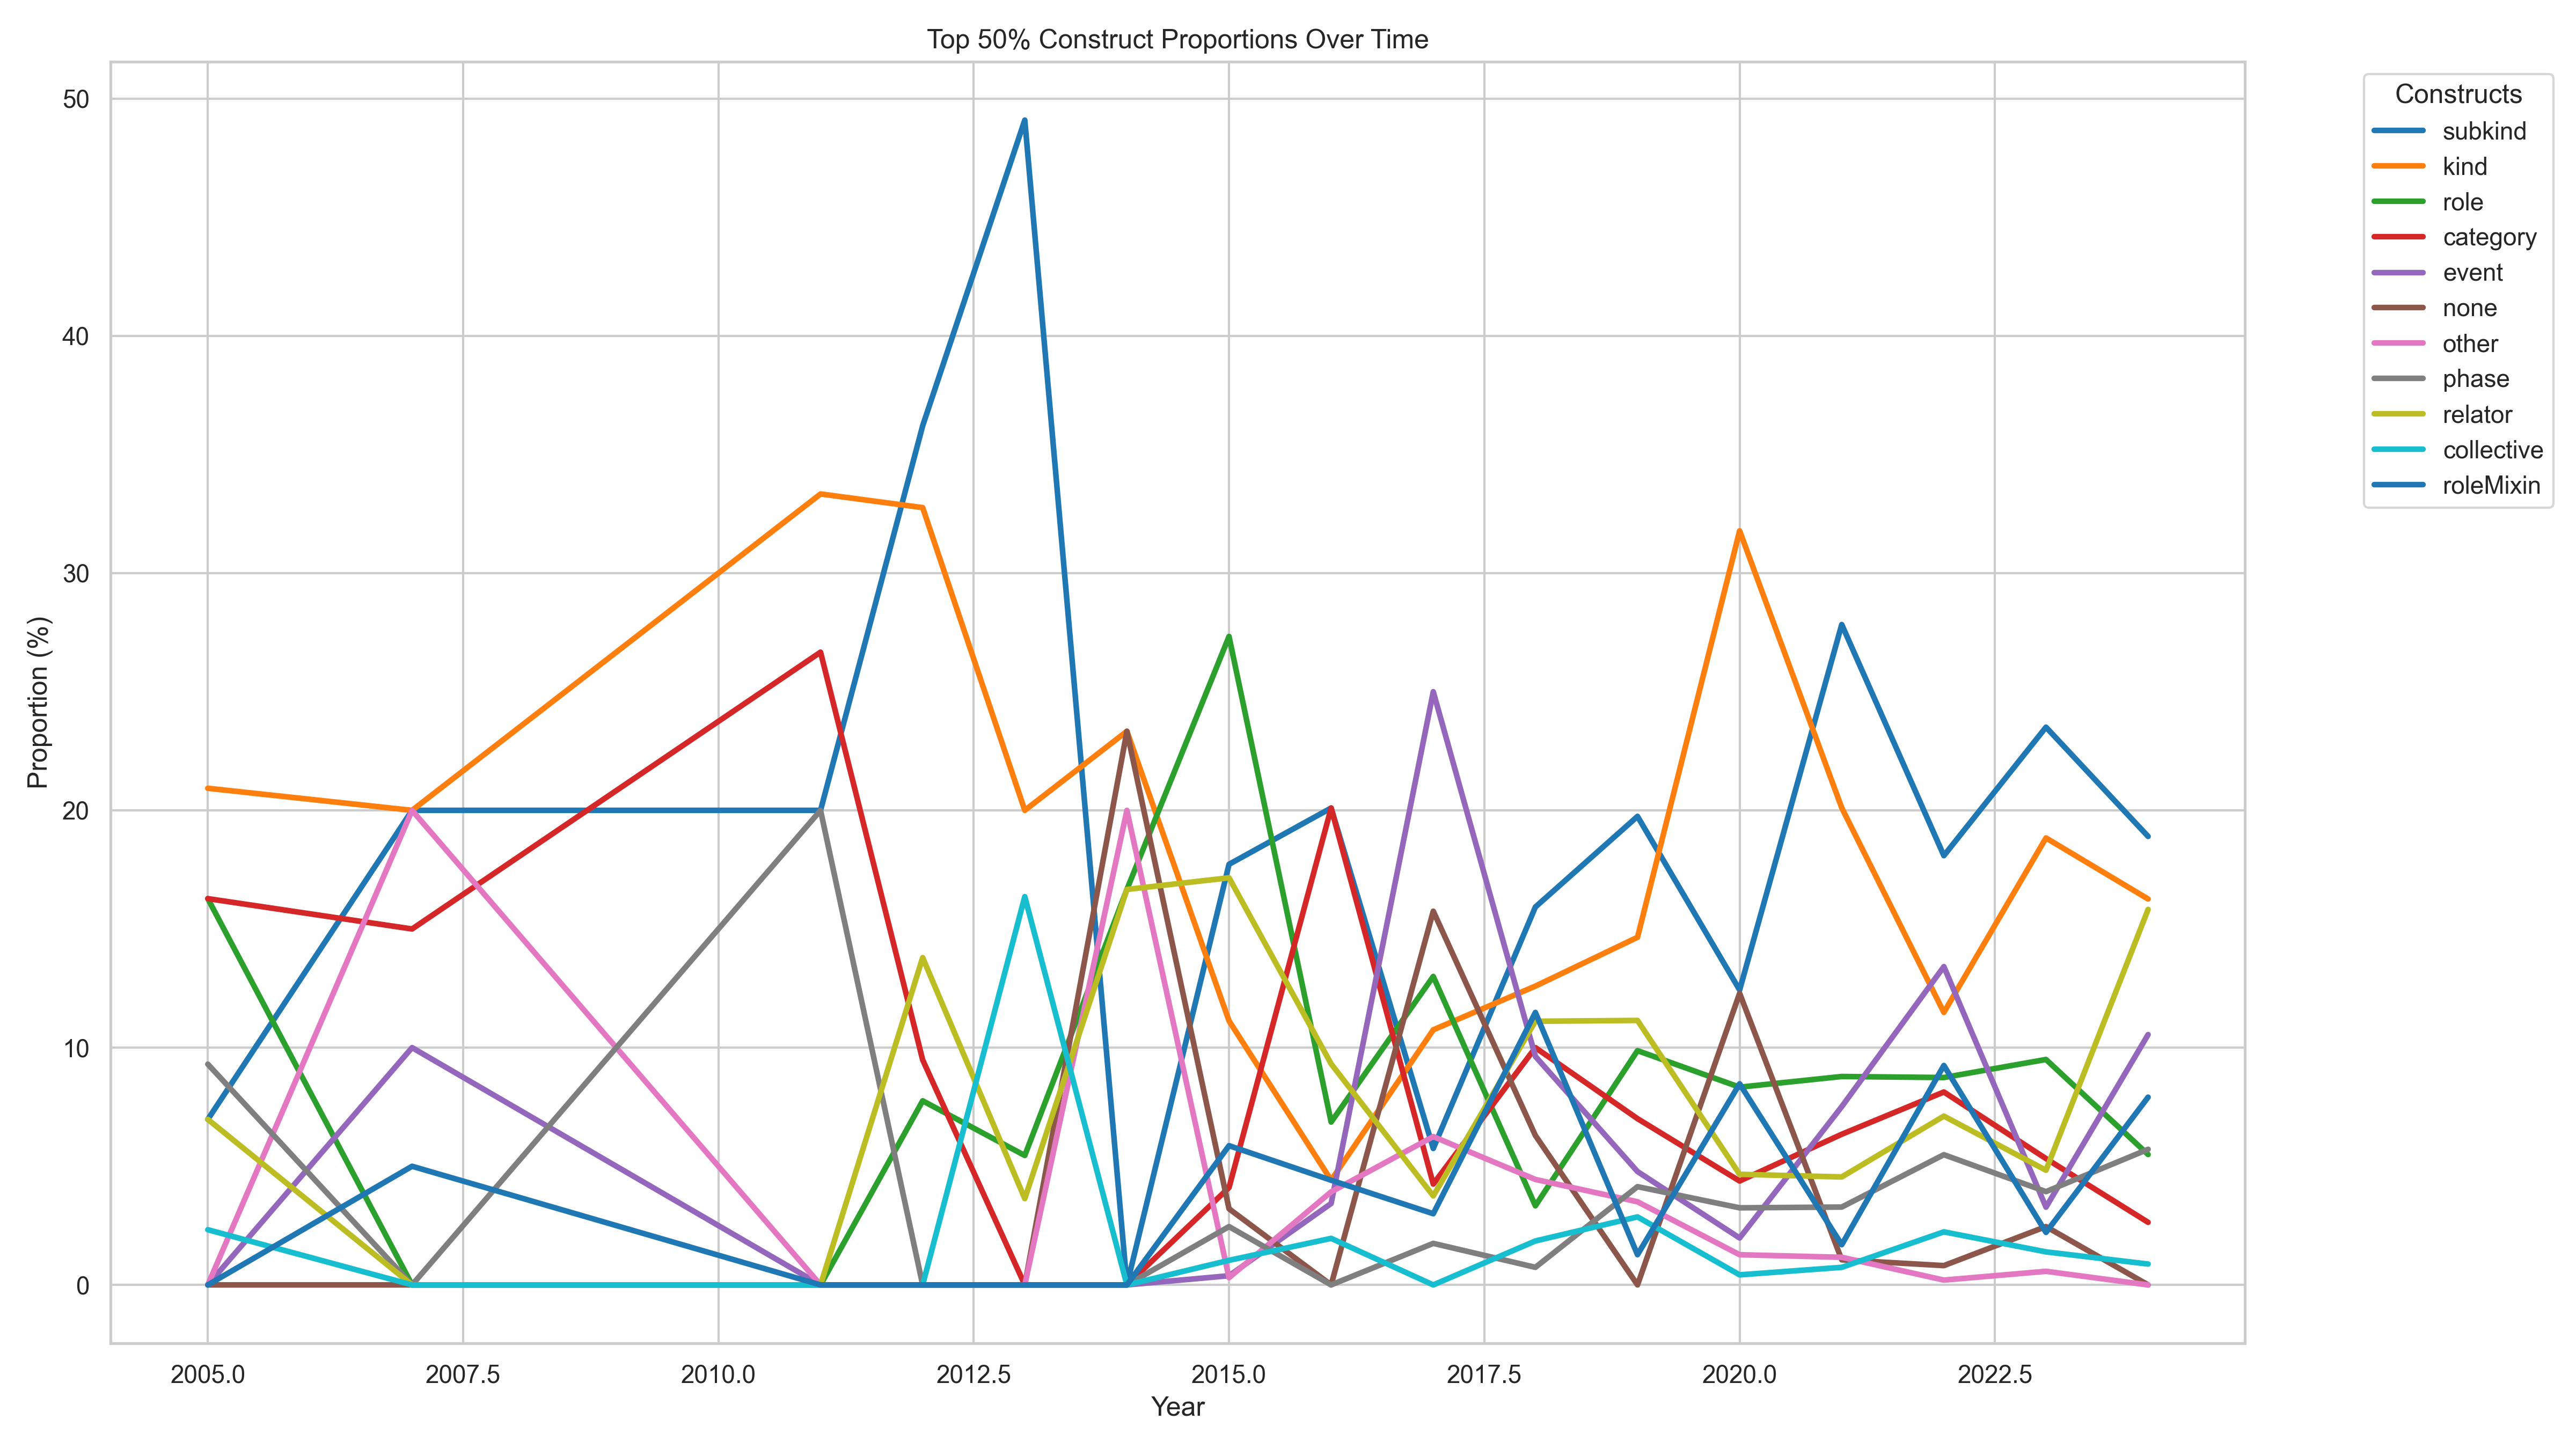 Top 50% Construct Proportions Over Time
Constructs
subkind
kind
role
category
event
none
other
phase
relator
collective
roleMixin
Proportion (%)
50
40
30
20
10
0
2005.0 2007.5 2010.0 2012.5 2015.0 2017.5 2020.0 2022.5
Year